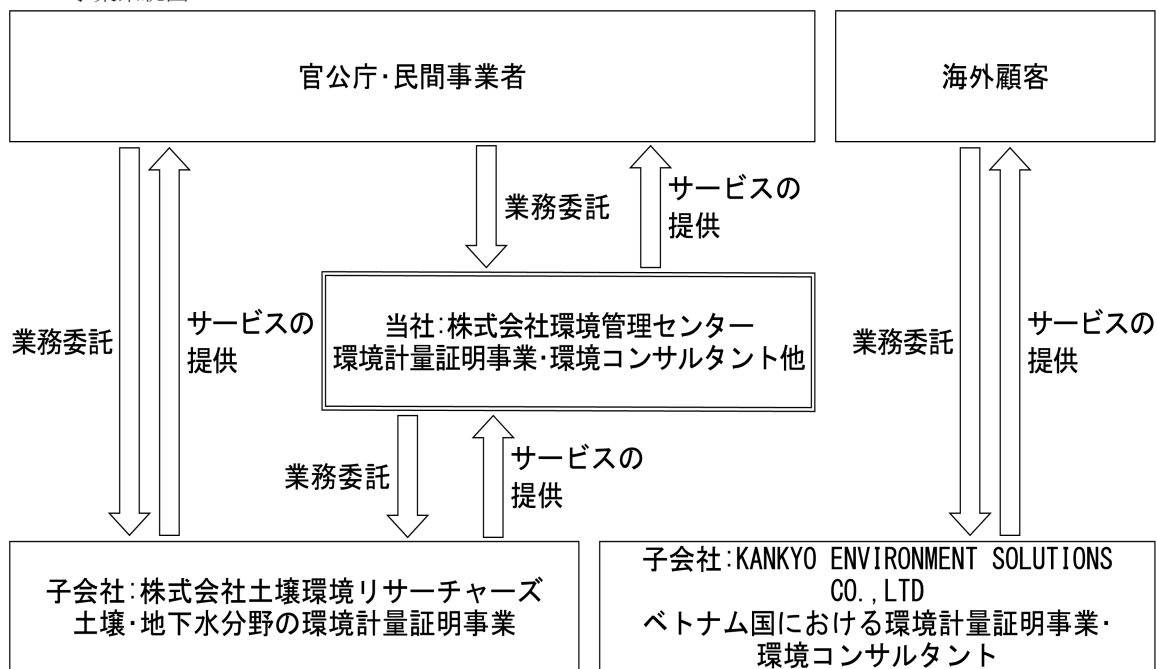 官公庁・民間事業者
海外顧客
業務委託
サービスの
提供
業務委託
サービスの
提供
業務委託
サービスの
提供
当社:株式会社環境管理センター
環境計量証明事業・環境コンサルタント他
業務委託
サービスの
提供
子会社:株式会社土壌環境リサーチャーズ
土壌・地下水分野の環境計量証明事業
子会社:KANKYO ENVIRONMENT SOLUTIONS
CO.,LTD
ベトナム国における環境計量証明事業・
環境コンサルタント